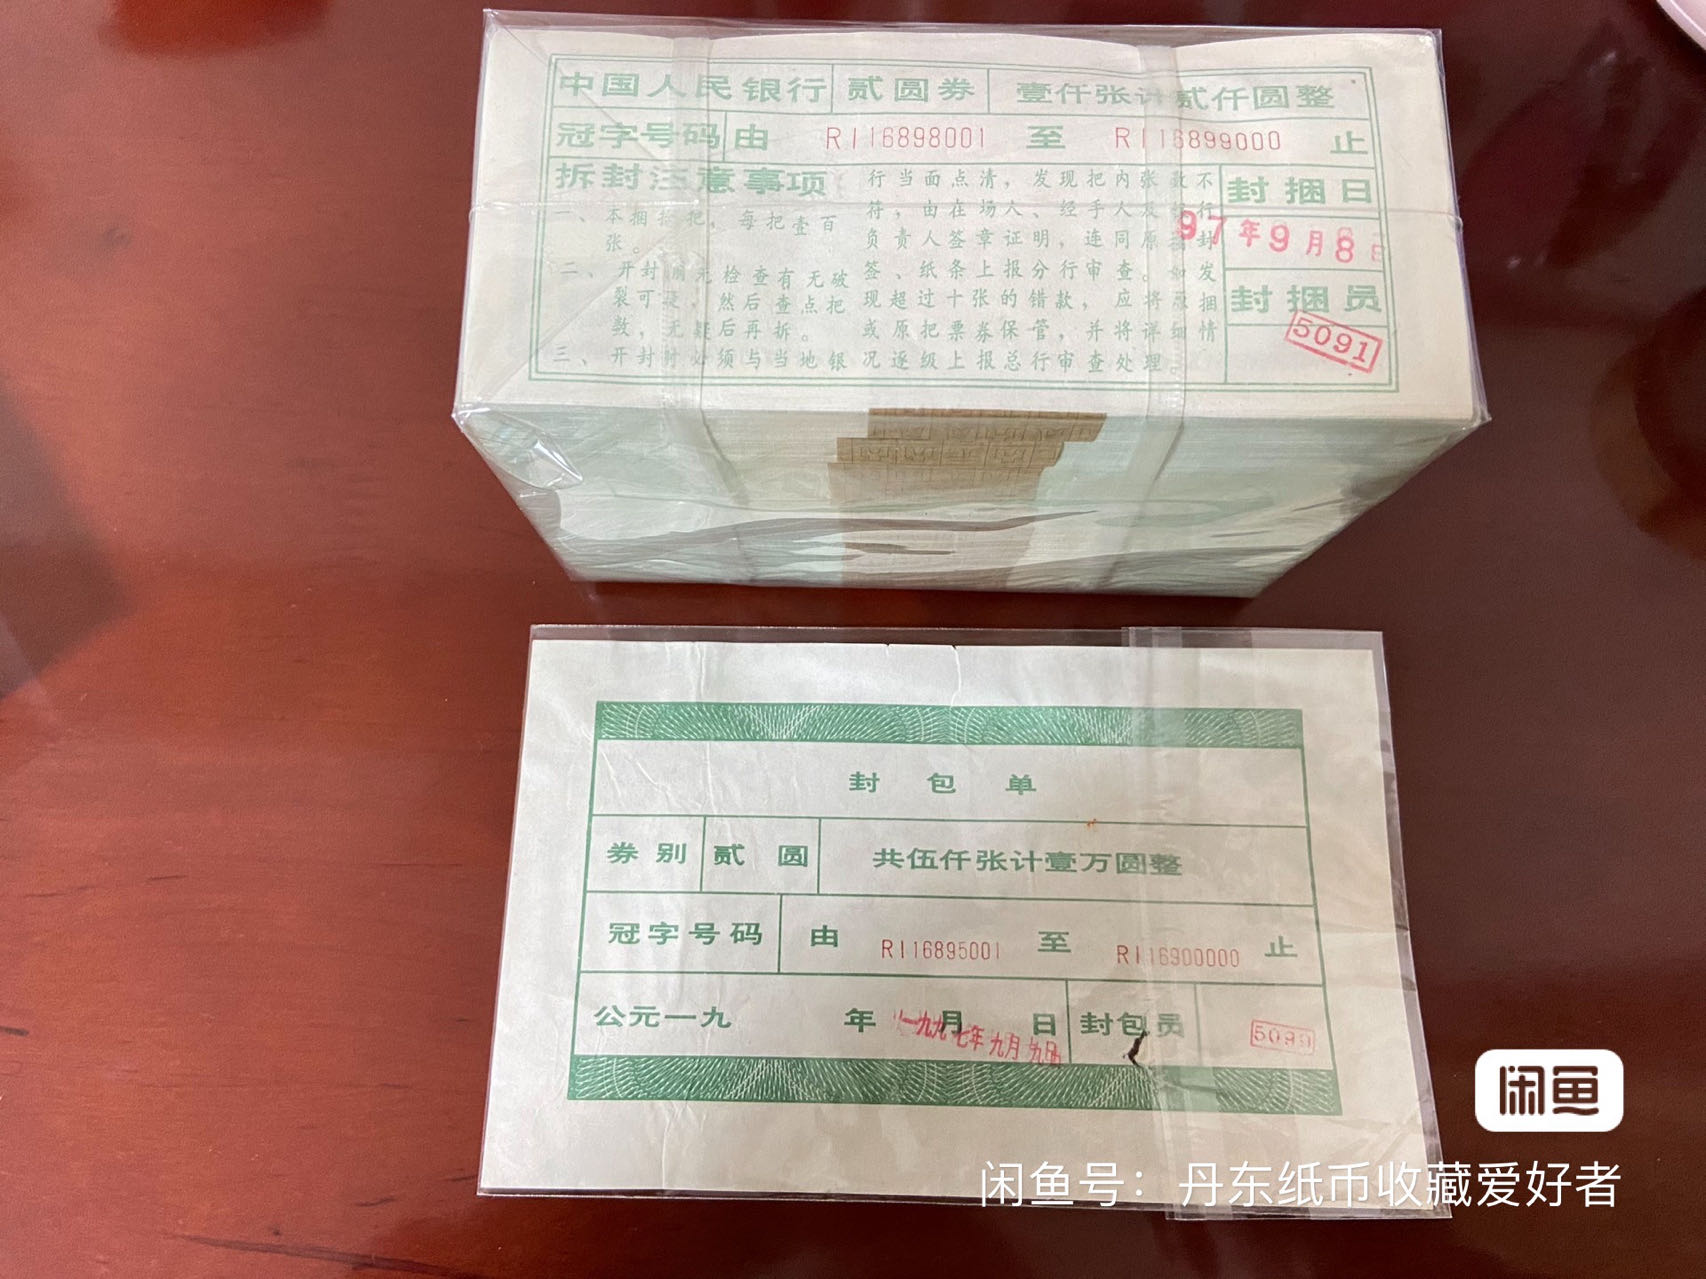 中国人民银行 贰圆券 壹仟张计贰仟圆整
冠字号码 由 RI16898001 至 RI16899000 止
拆封注意事项
一、本捆拾把，每把壹百
张。
二、开封前先检查有无破
裂可疑，然后查点把
数，无疑后再拆。
三、开封时必须与当地银
行当面点清，发现把内张数不
符，由在场人、经手人及银行
负责人签章证明，连同原捆封
签、纸条上报分行审查。如发
现超过十张的错款，应将原捆
或原把票券保管，并将详细情
况逐级上报总行审查处理。
封捆日
97年9月8日
封捆员
5091
封包单
券别 贰圆 共伍仟张计壹万圆整
冠字号码 由 RI16895001 至 RI16900000 止
公元一九 年 月 日 封包员
一九九七年九月九日
闲鱼
闲鱼号：丹东纸币收藏爱好者